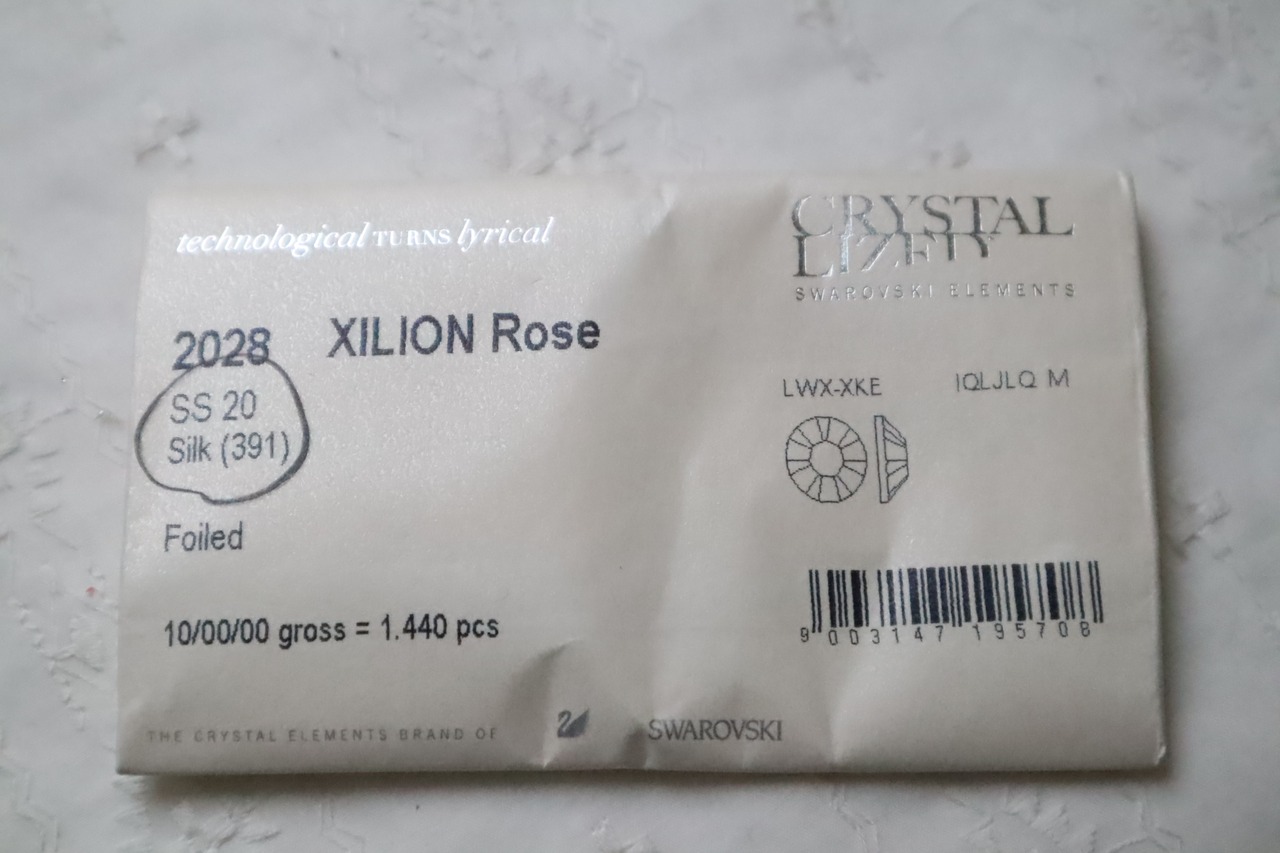 technological TURNS lyrical
CRYSTAL
LIZED
SWAROVSKI ELEMENTS
2028 XILION Rose
SS 20
Silk (391)
LWX-XKE IQLJLQ M
Foiled
10/00/00 gross = 1.440 pcs
9 003147 195708
THE CRYSTAL ELEMENTS BRAND OF SWAROVSKI